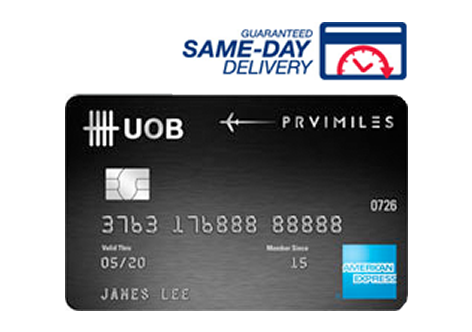 GUARANTEED
SAME-DAY
DELIVERY
UOB PRVIMILES
0726
3763 176888 88888
Valid Thru Member Since
05/20 15
AMERICAN
EXPRESS
JAMES LEE